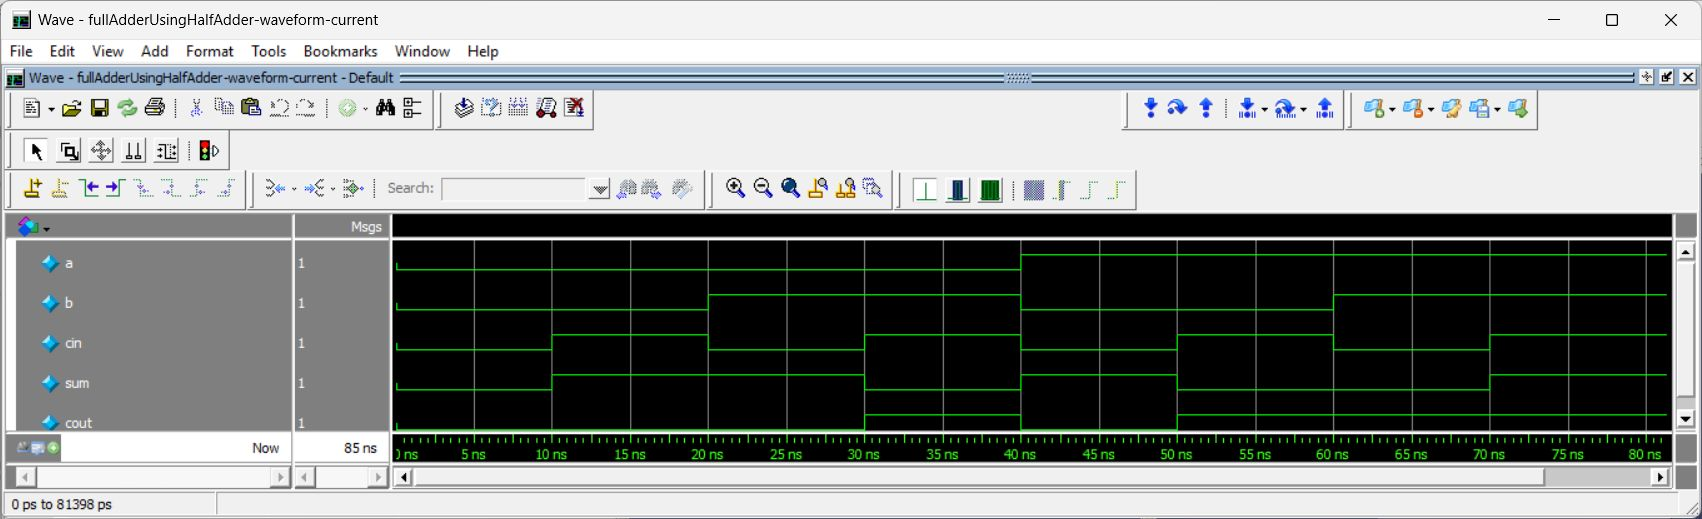 Wave - fullAdderUsingHalfAdder-waveform-current
File Edit View Add Format Tools Bookmarks Window Help
Wave - fullAdderUsingHalfAdder-waveform-current - Default
Search:
Msgs
a 1
b 1
cin 1
sum 1
cout 1
Now 85 ns
ns 5 ns 10 ns 15 ns 20 ns 25 ns 30 ns 35 ns 40 ns 45 ns 50 ns 55 ns 60 ns 65 ns 70 ns 75 ns 80 ns
0 ps to 81398 ps